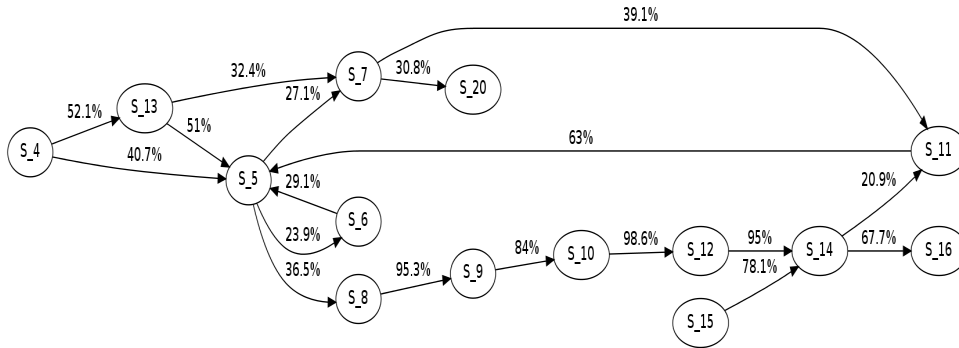 39.1%
S_7
32.4%
30.8%
S_20
27.1%
52.1%
S_13
51%
S_4
40.7%
63%
S_11
S_5
29.1%
20.9%
S_6
23.9%
36.5%
95.3%
S_9
84%
S_10
98.6%
S_12
95%
S_14
67.7%
S_16
78.1%
S_8
S_15